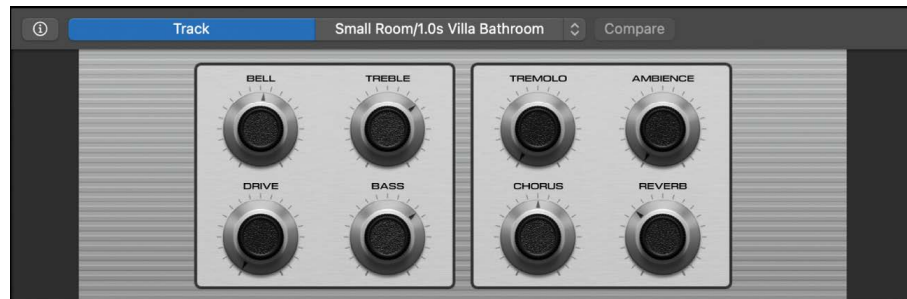 Track
Small Room/1.0s Villa Bathroom
Compare
BELL TREBLE TREMOLO AMBIENCE
DRIVE BASS CHORUS REVERB